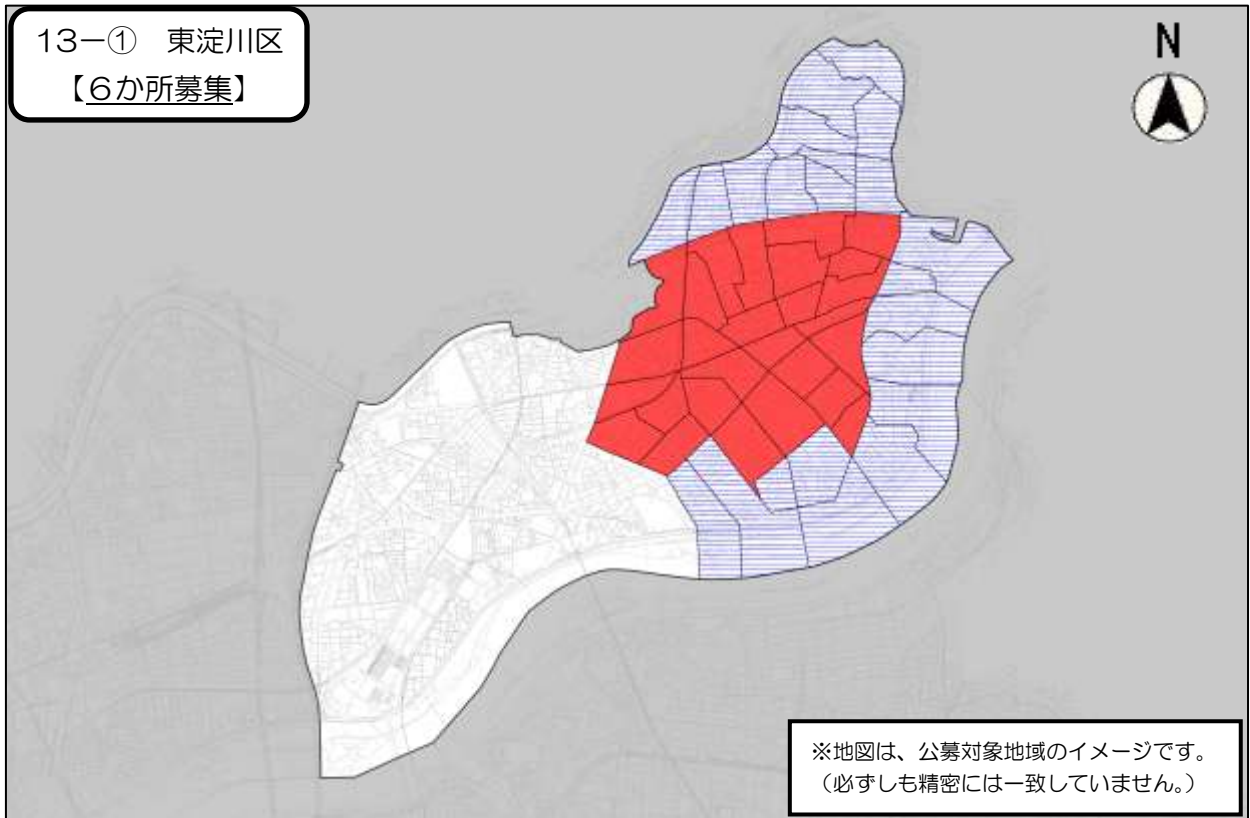 13ー① 東淀川区
【６か所募集】
N
※地図は、公募対象地域のイメージです。
（必ずしも精密には一致していません。）